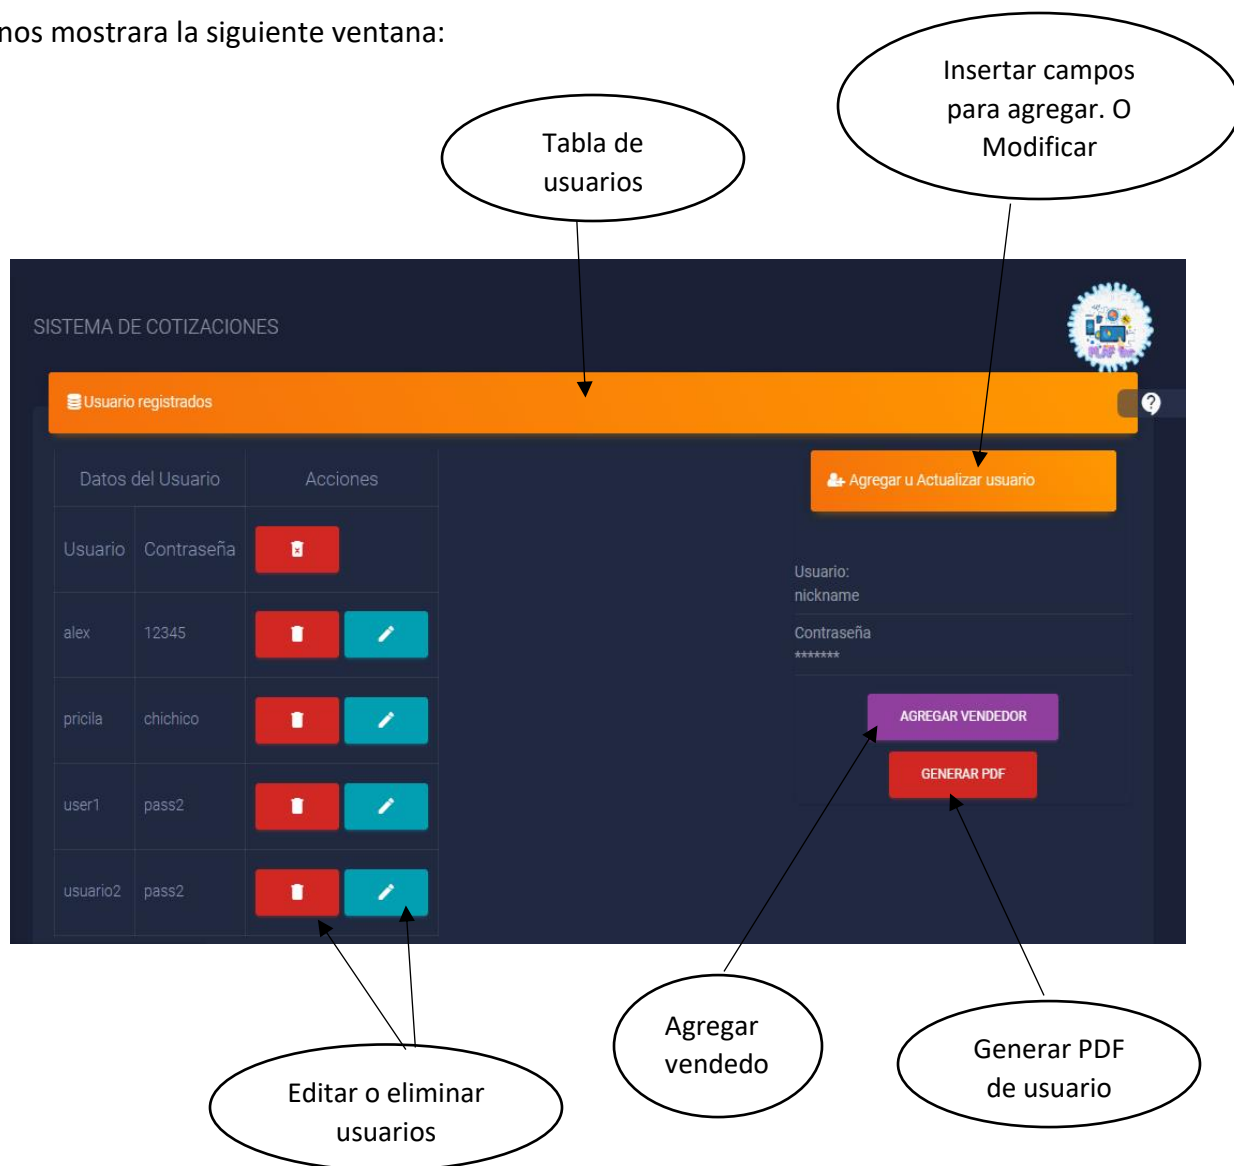 nos mostrara la siguiente ventana:
Insertar campos
para agregar. O
Modificar
Tabla de
usuarios
SISTEMA DE COTIZACIONES
Usuario registrados
Datos del Usuario Acciones
Agregar u Actualizar usuario
Usuario Contraseña
Usuario:
nickname
alex 12345
Contraseña
*******
pricila chichico
AGREGAR VENDEDOR
GENERAR PDF
user1 pass2
usuario2 pass2
Agregar
vendedo
Generar PDF
de usuario
Editar o eliminar
usuarios